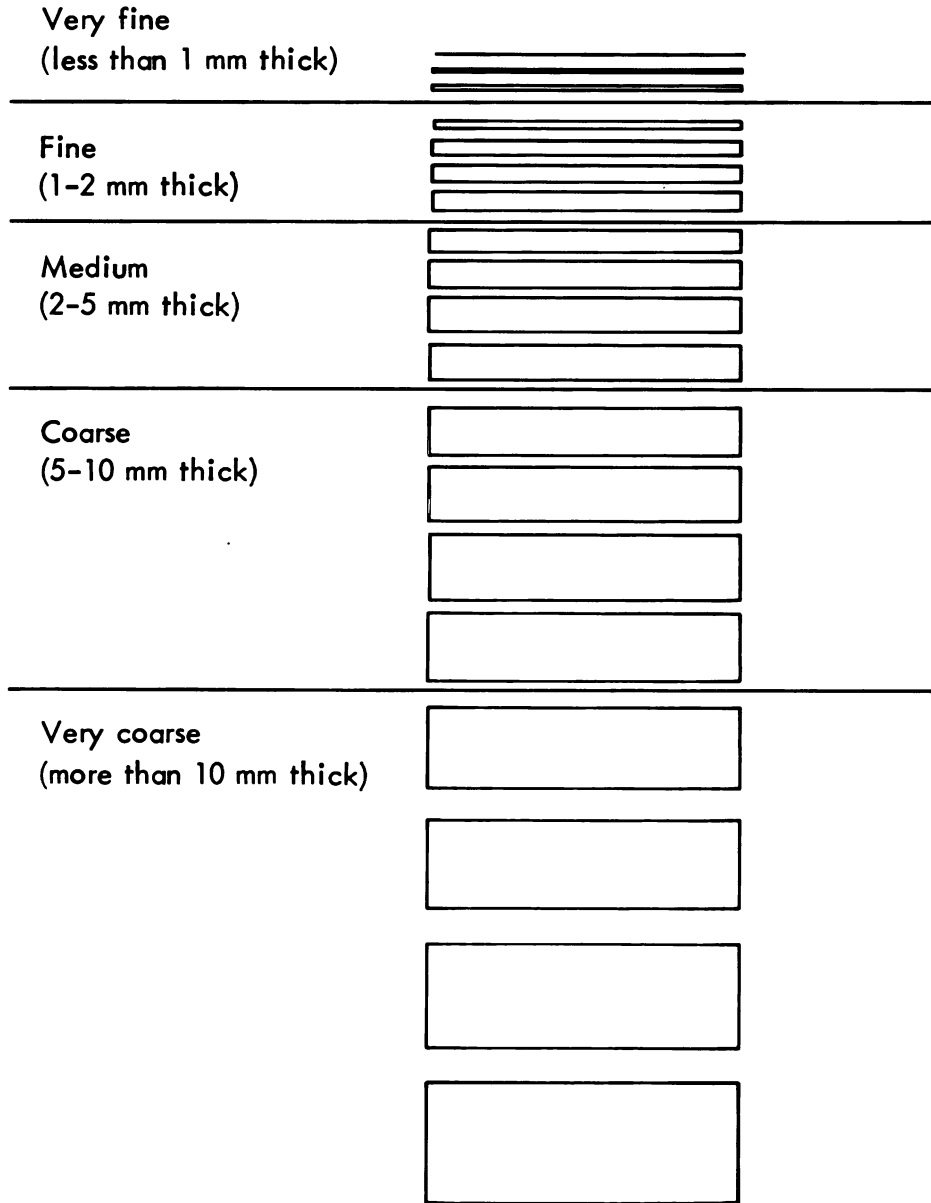 Very fine
(less than 1 mm thick)
Fine
(1-2 mm thick)
Medium
(2-5 mm thick)
Coarse
(5-10 mm thick)
Very coarse
(more than 10 mm thick)